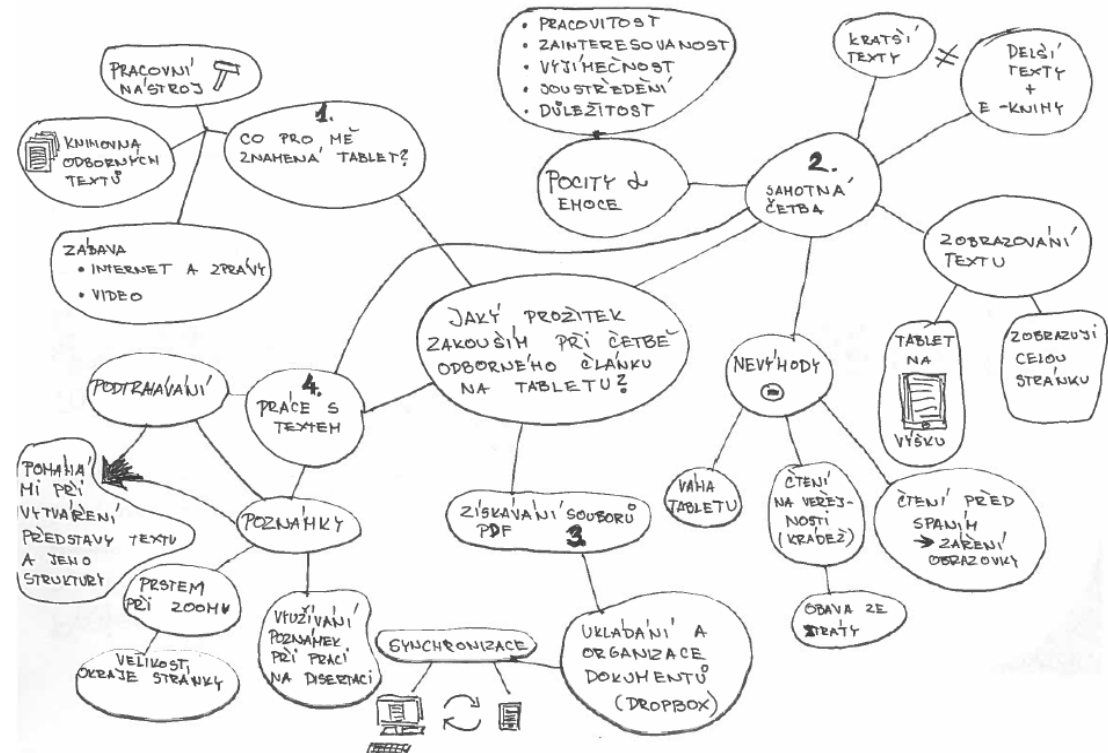 PRACOVNÍ
NÁSTROJ
KNIHOVNA
ODBORNÝCH
TEXTŮ
ZÁBAVA
• INTERNET A ZPRÁVY
• VIDEO
1.
CO PRO MĚ
ZNAMENÁ TABLET?
• PRACOVITOST
• ZAINTERESOVANOST
• VÝJIMEČNOST
• SOUSTŘEDĚNÍ
• DŮLEŽITOST
POCITY &
EMOCE
2.
SAMOTNÁ
ČETBA
KRATŠÍ
TEXTY
≠
DELŠÍ
TEXTY
+
E-KNIHY
ZOBRAZOVÁNÍ
TEXTU
TABLET
NA
VÝŠKU
ZOBRAZUJI
CELOU
STRÁNKU
JAKÝ PROŽITEK
ZAKOUŠÍM PŘI ČETBĚ
ODBORNÉHO ČLÁNKU
NA TABLETU?
NEVÝHODY
-
VÁHA
TABLETU
ČTENÍ
NA VEŘEJ-
NOSTI
(KRÁDEŽ)
OBAVA ZE
ZTRÁTY
ČTENÍ PŘED
SPANÍM
→ ZÁŘENÍ
OBRAZOVKY
ZÍSKÁVÁNÍ SOUBORŮ
PDF 3.
UKLÁDÁNÍ A
ORGANIZACE
DOKUMENTŮ
(DROPBOX)
SYNCHRONIZACE
4.
PRÁCE S
TEXTEM
PODTRHÁVÁNÍ
POZNÁMKY
POMÁHÁ
MI PŘI
VYTVÁŘENÍ
PŘEDSTAVY TEXTU
A JEHO
STRUKTURY
PRSTEM
PŘI ZOOMU
VELIKOST
OKRAJE STRÁNKY
VYUŽÍVÁNÍ
POZNÁMEK
PŘI PRÁCI
NA DISERTACI